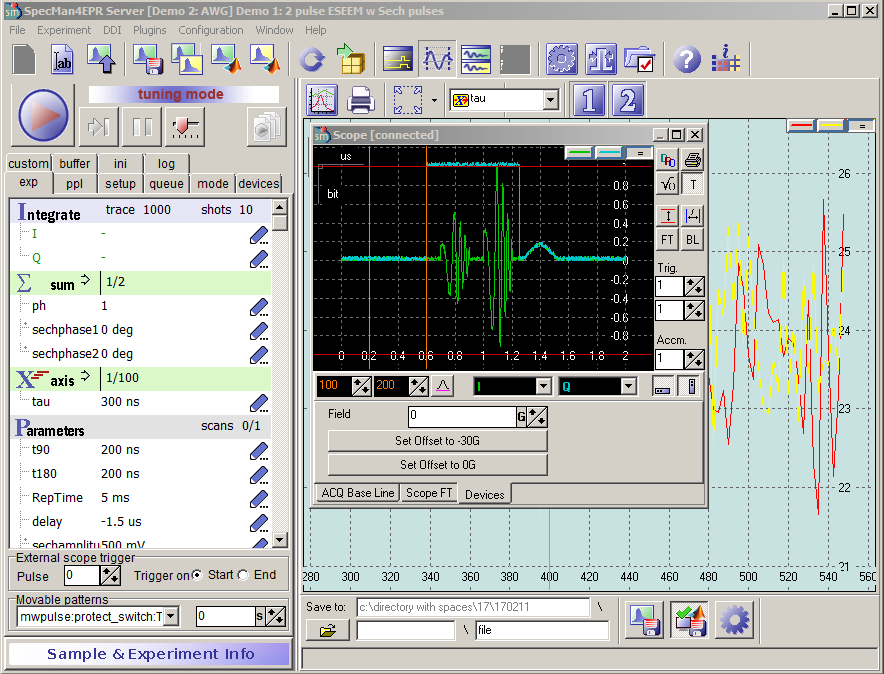 SpecMan4EPR Server [Demo 2: AWG] Demo 1: 2 pulse ESEEM w Sech pulses
File Experiment DDI Plugins Configuration Window Help
lab
tuning mode
custom buffer ini log
exp ppl setup queue mode devices
Integrate trace 1000 shots 10
I -
Q -
Σ sum 1/2
ph 1
sechphase1 0 deg
sechphase2 0 deg
X axis 1/100
tau 300 ns
Parameters scans 0/1
t90 200 ns
t180 200 ns
RepTime 5 ms
delay -1.5 us
sechamplitu 500 mV
External scope trigger
Pulse 0 Trigger on Start End
Movable patterns
mwpulse:protect_switch:T 0 s
Sample & Experiment Info
tau 1 2
Scope [connected]
us
bit
0.8
0.6
0.4
0.2
0
-0.2
-0.4
-0.6
-0.8
0 0.2 0.4 0.6 0.8 1 1.2 1.4 1.6 1.8 2
T
FT BL
Trig.
1
1
Accm.
1
100 200 I Q
Field 0 G
Set Offset to -30G
Set Offset to 0G
ACQ Base Line Scope FT Devices
26
25
24
23
22
21
280 300 320 340 360 380 400 420 440 460 480 500 520 540 560
Save to: c:\directory with spaces\17\170211 \
\ file